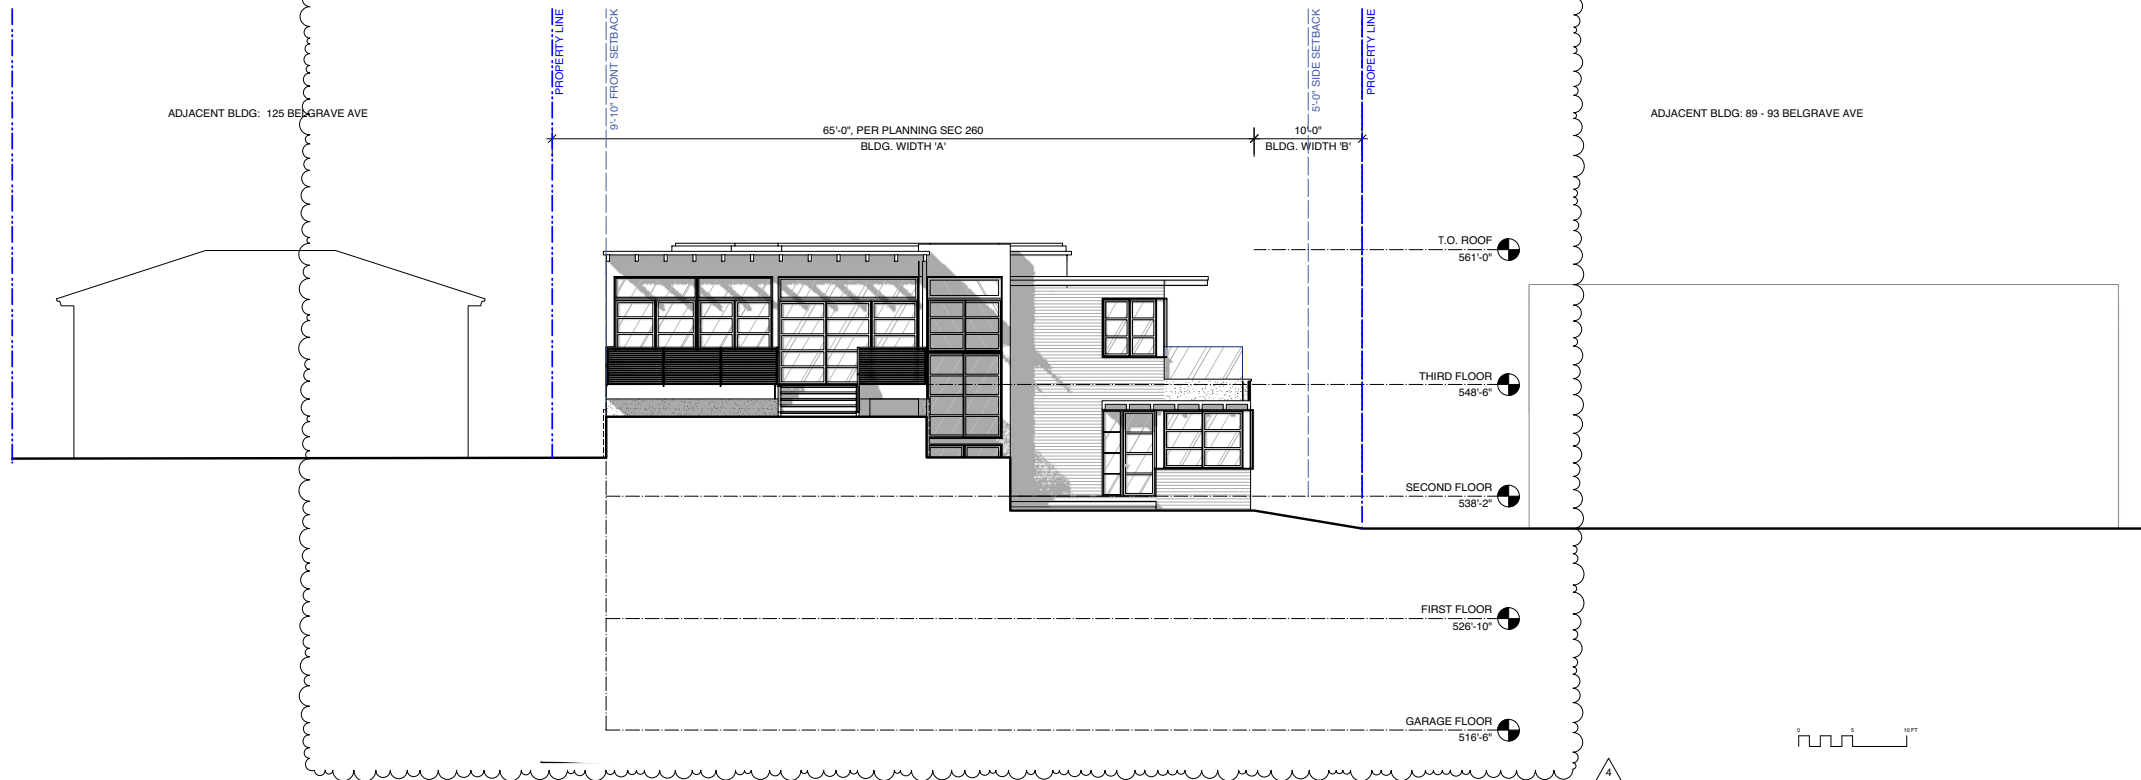 PROPERTY LINE
9'-10" FRONT SETBACK
5'-0" SIDE SETBACK
PROPERTY LINE
ADJACENT BLDG:  125 BELGRAVE AVE
ADJACENT BLDG: 89 - 93 BELGRAVE AVE
65'-0", PER PLANNING SEC 260
BLDG. WIDTH 'A'
10'-0"
BLDG. WIDTH 'B'
T.O. ROOF
561'-0"
THIRD FLOOR
548'-6"
SECOND FLOOR
538'-2"
FIRST FLOOR
526'-10"
GARAGE FLOOR
516'-6"
0 5 10 FT
4